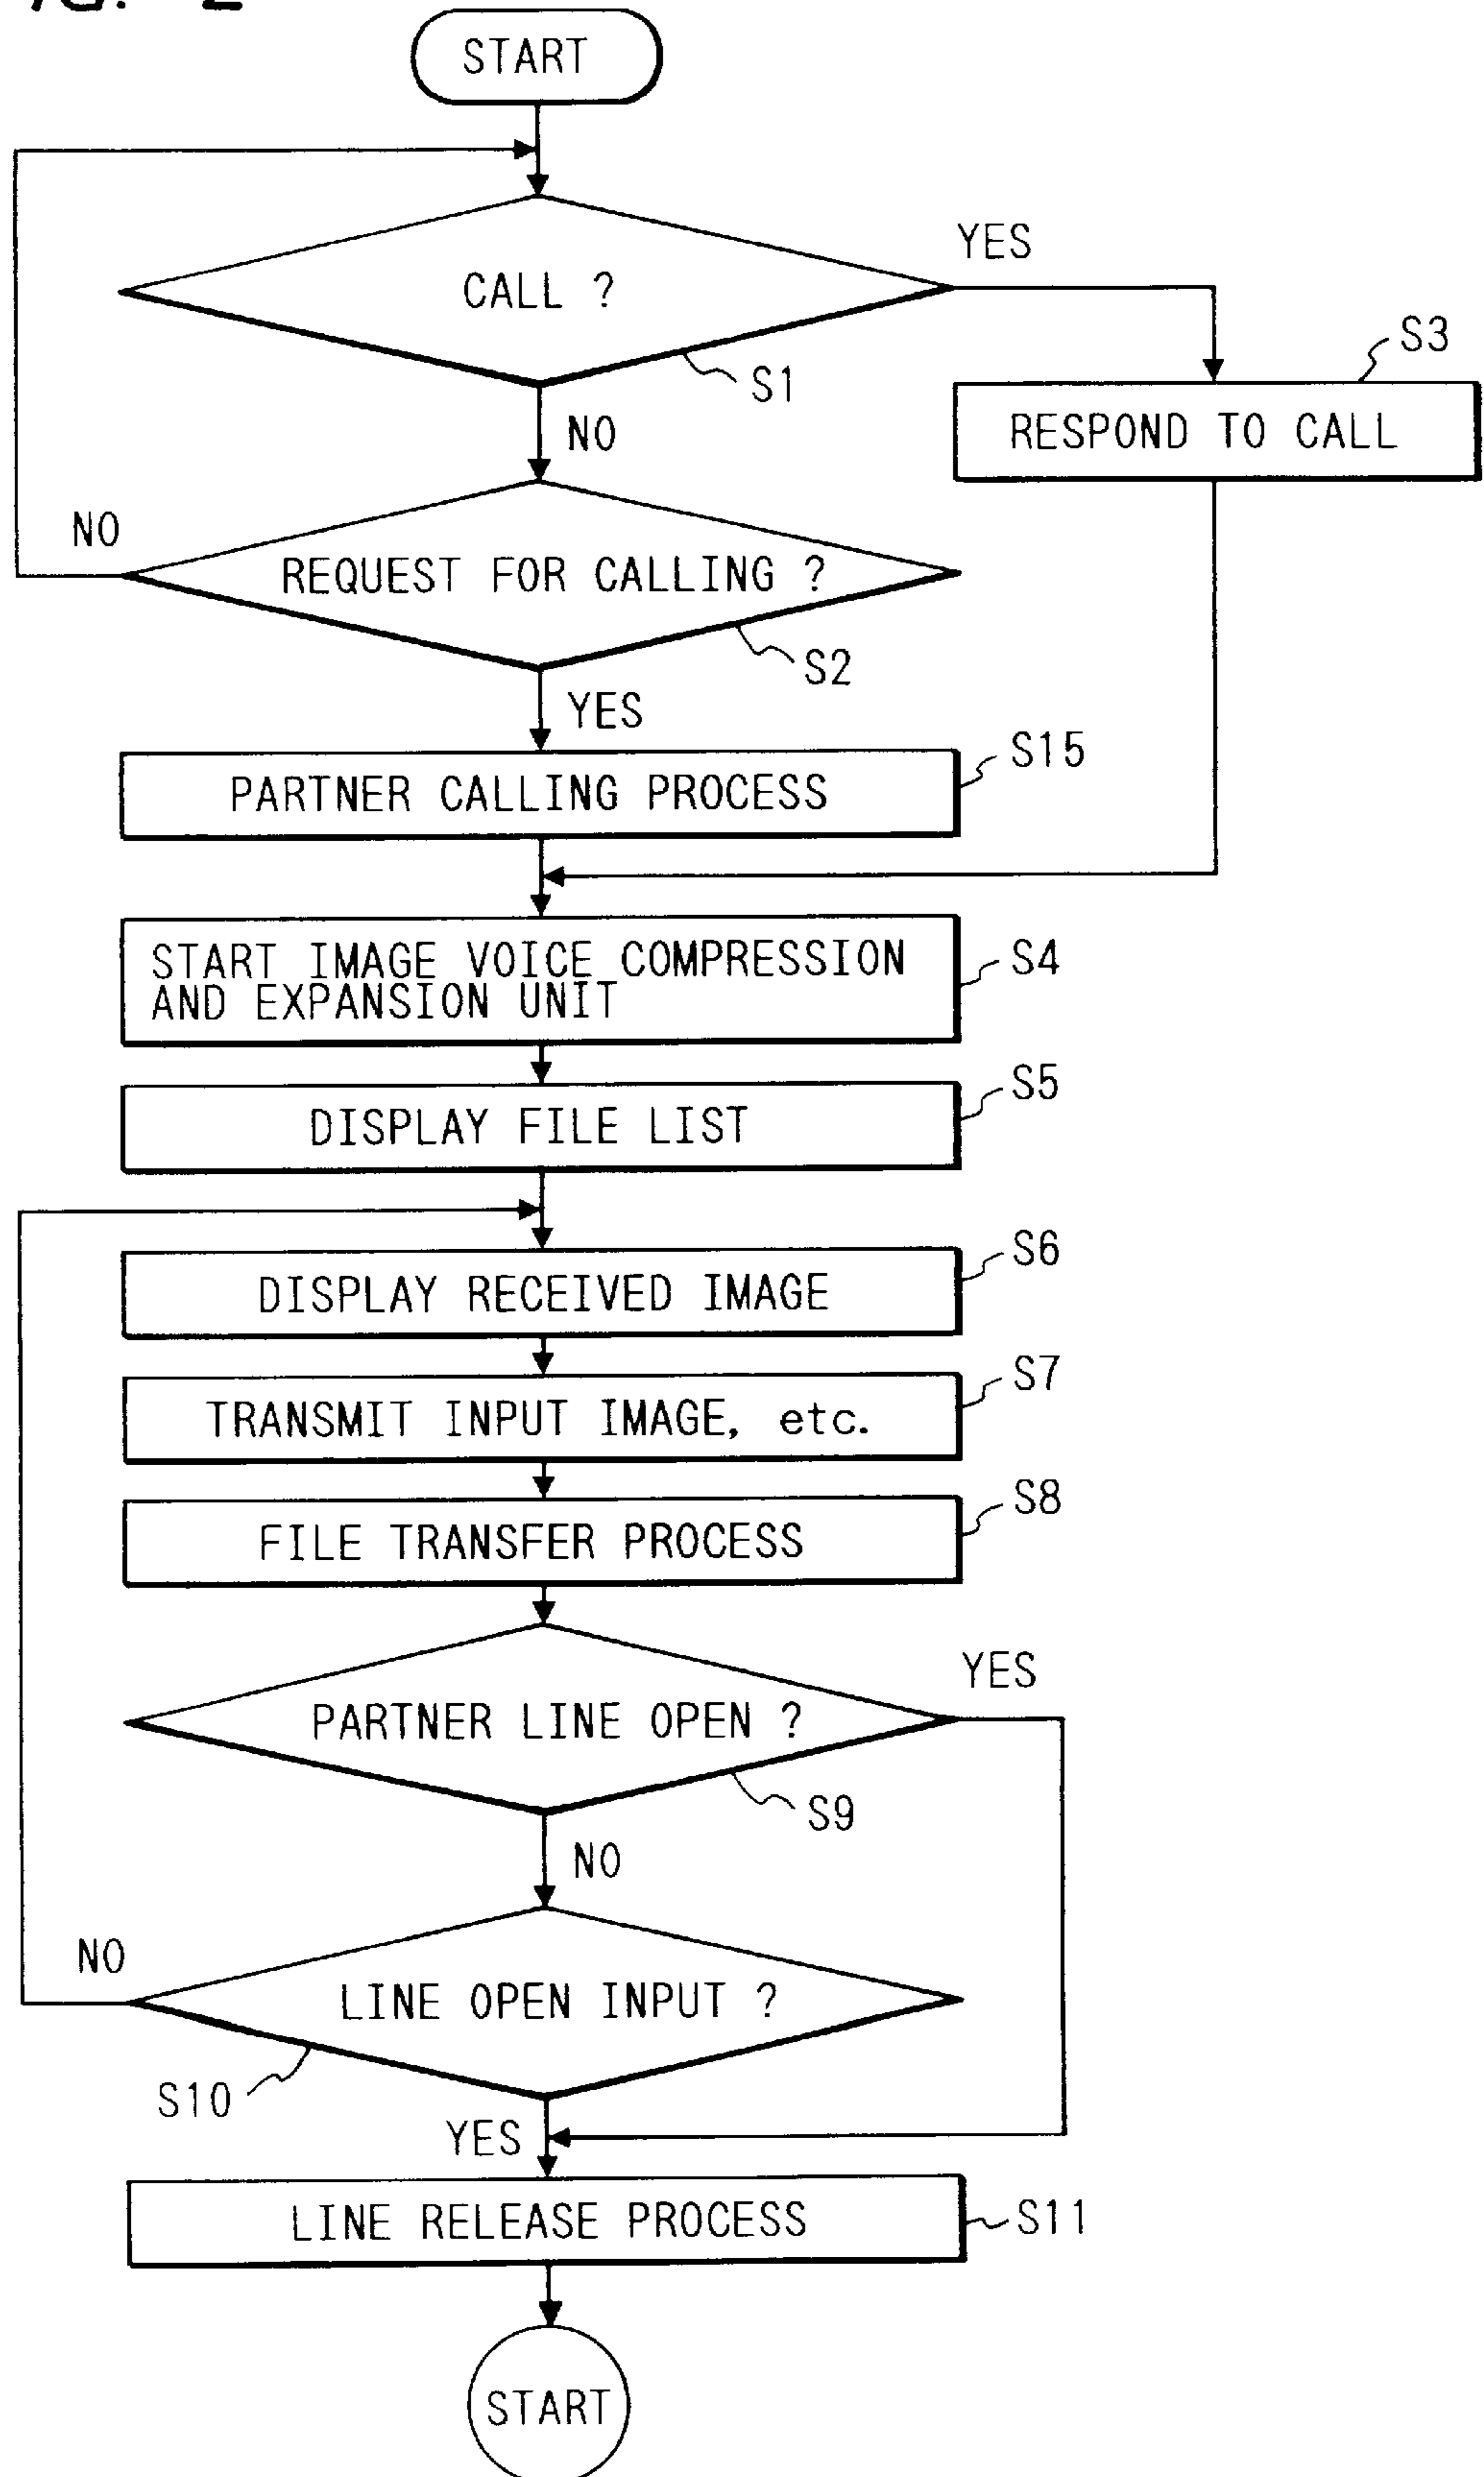 START
YES
CALL ?
S1
S3
RESPOND TO CALL
NO
NO
REQUEST FOR CALLING ?
S2
YES
S15
PARTNER CALLING PROCESS
START IMAGE VOICE COMPRESSION
AND EXPANSION UNIT
S4
S5
DISPLAY FILE LIST
S6
DISPLAY RECEIVED IMAGE
S7
TRANSMIT INPUT IMAGE, etc.
S8
FILE TRANSFER PROCESS
YES
PARTNER LINE OPEN ?
S9
NO
NO
LINE OPEN INPUT ?
S10
YES
LINE RELEASE PROCESS
S11
START